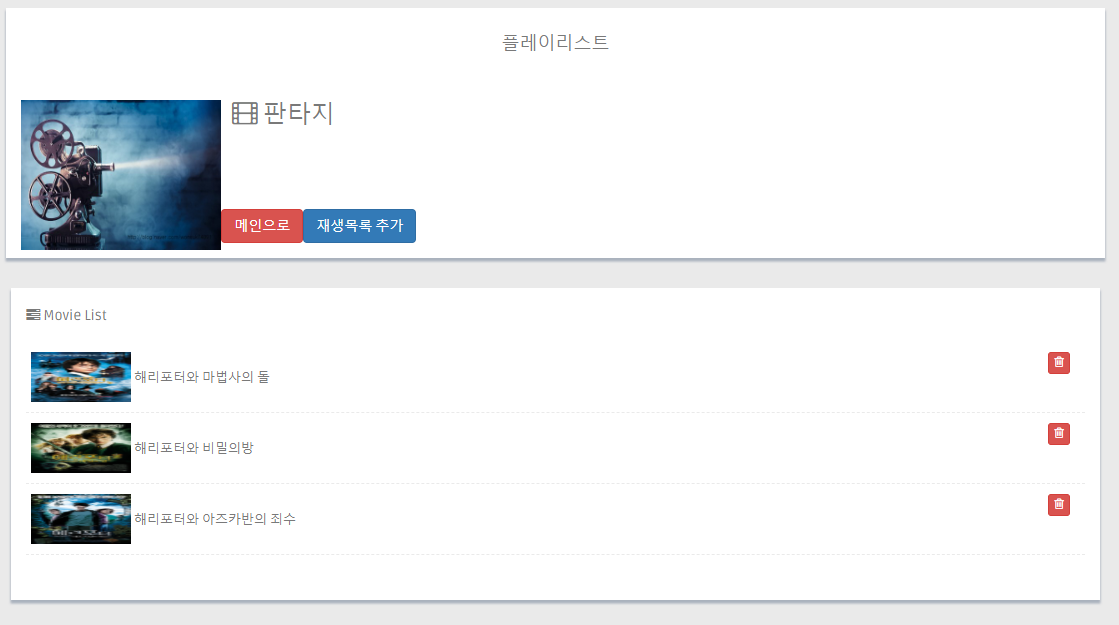 플레이리스트
판타지
메인으로 재생목록 추가
Movie List
해리포터와 마법사의 돌
해리포터와 비밀의방
해리포터와 아즈카반의 죄수